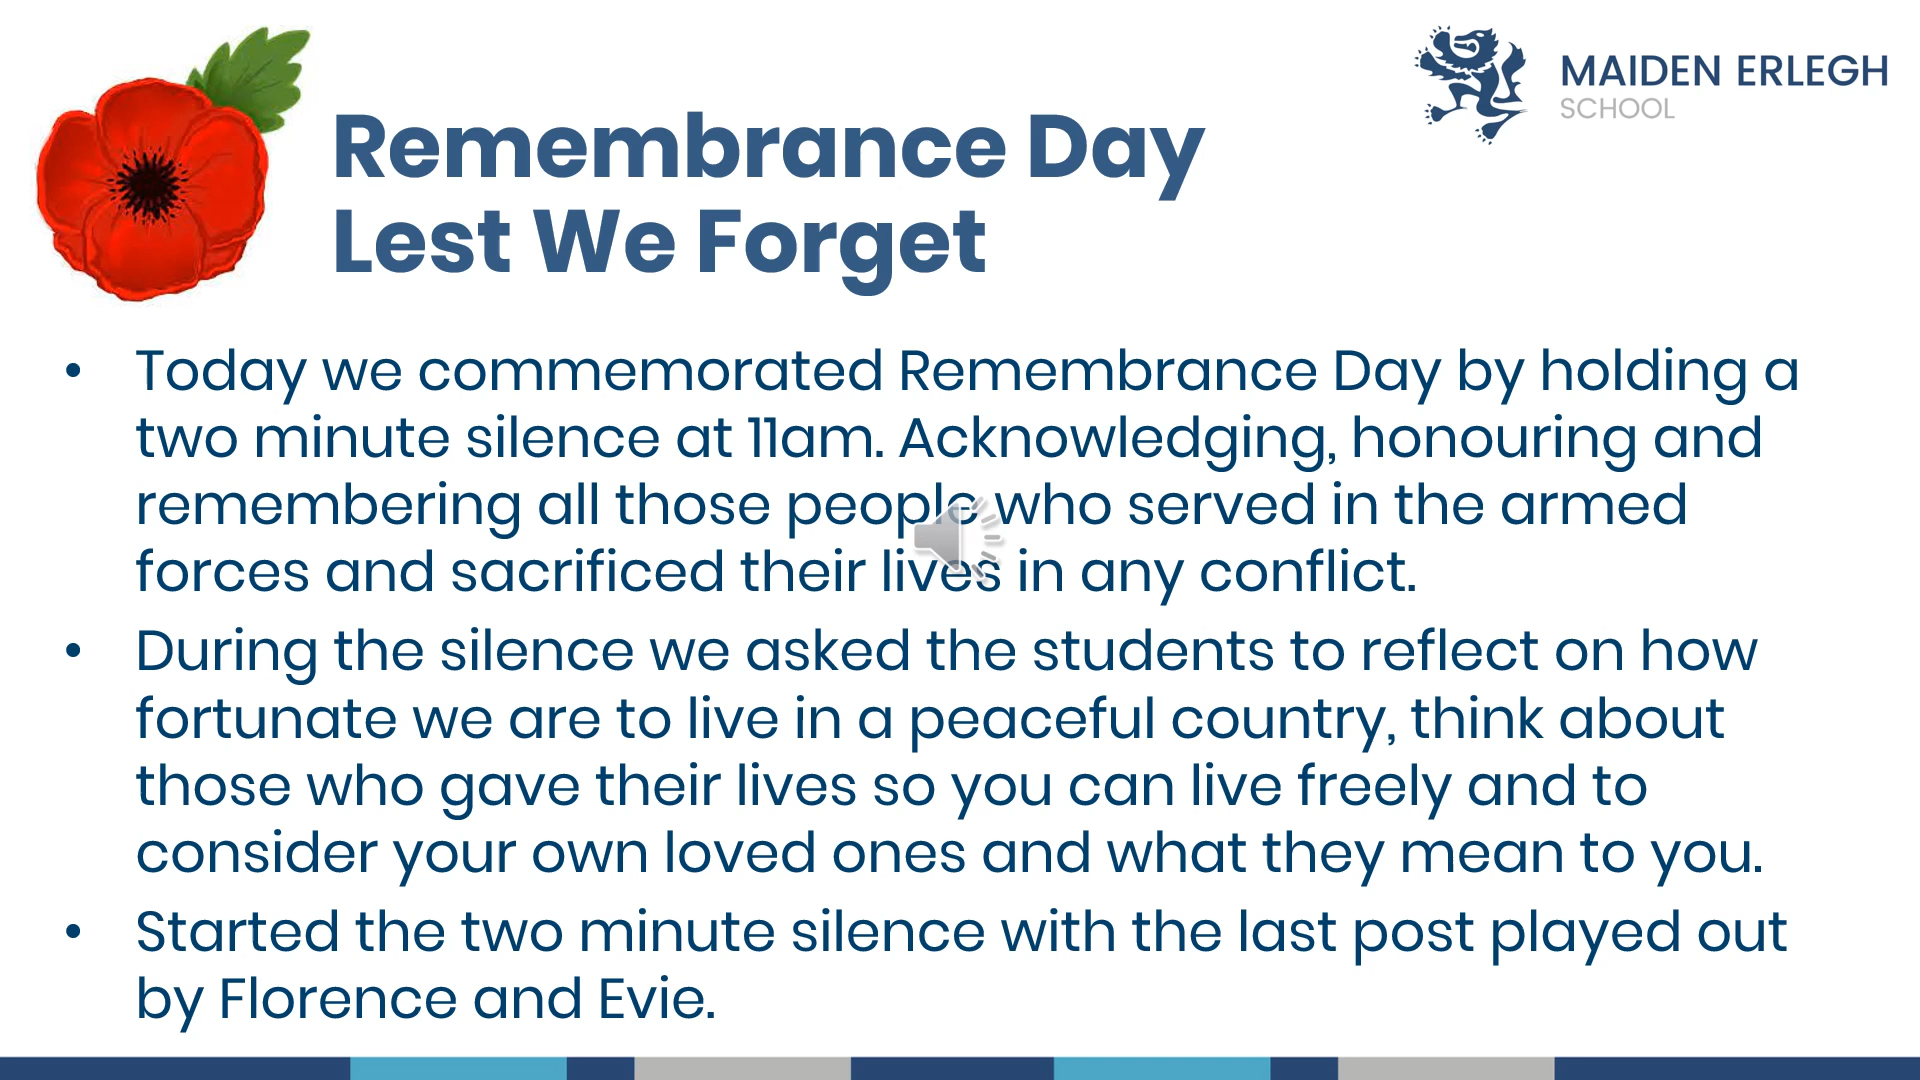 MAIDEN ERLEGH
SCHOOL
Remembrance Day
Lest We Forget
• Today we commemorated Remembrance Day by holding a
two minute silence at 11am. Acknowledging, honouring and
remembering all those people who served in the armed
forces and sacrificed their lives in any conflict.
• During the silence we asked the students to reflect on how
fortunate we are to live in a peaceful country, think about
those who gave their lives so you can live freely and to
consider your own loved ones and what they mean to you.
• Started the two minute silence with the last post played out
by Florence and Evie.